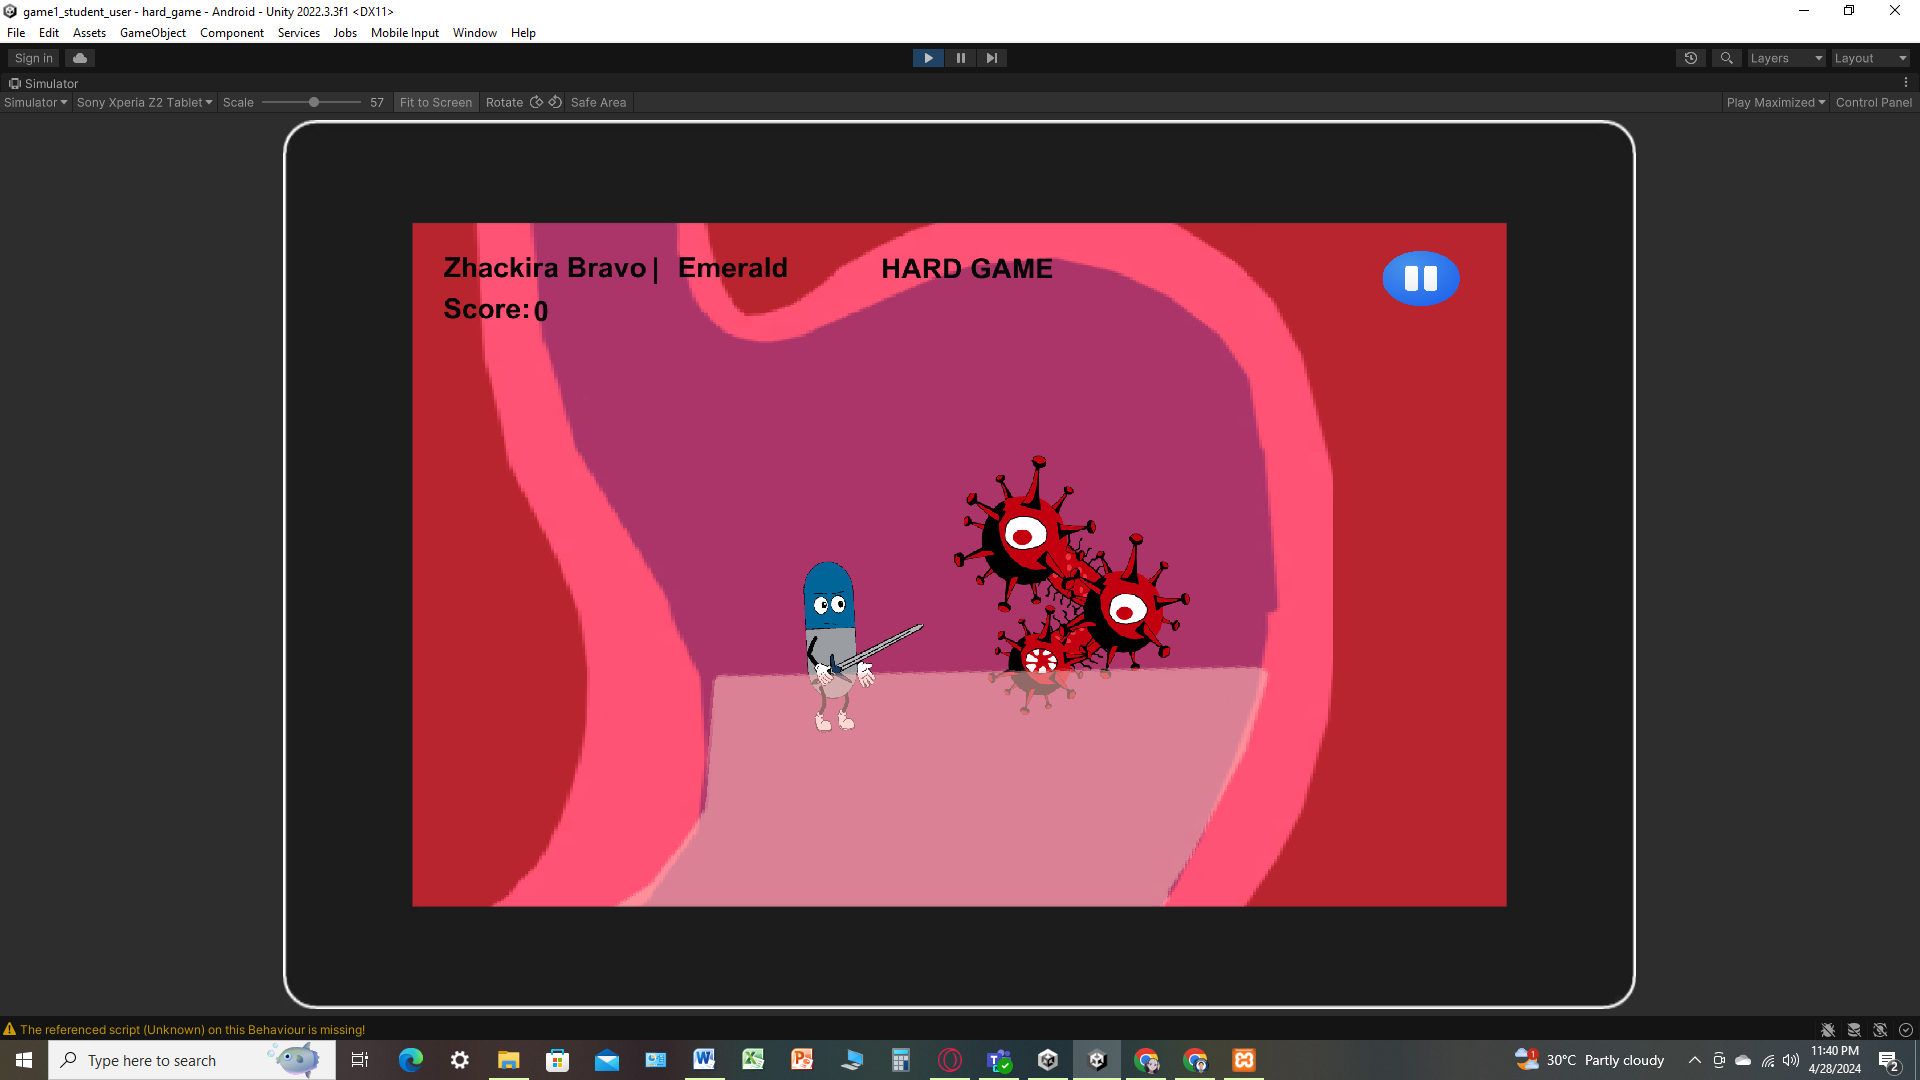 game1_student_user - hard_game - Android - Unity 2022.3.3f1 <DX11>
File Edit Assets GameObject Component Services Jobs Mobile Input Window Help
Sign in
Layers
Layout
Simulator
Simulator Sony Xperia Z2 Tablet Scale 57 Fit to Screen Rotate Safe Area Play Maximized Control Panel
Zhackira Bravo | Emerald HARD GAME
Score: 0
The referenced script (Unknown) on this Behaviour is missing!
Type here to search
1 30°C Partly cloudy
11:40 PM
4/28/2024
2